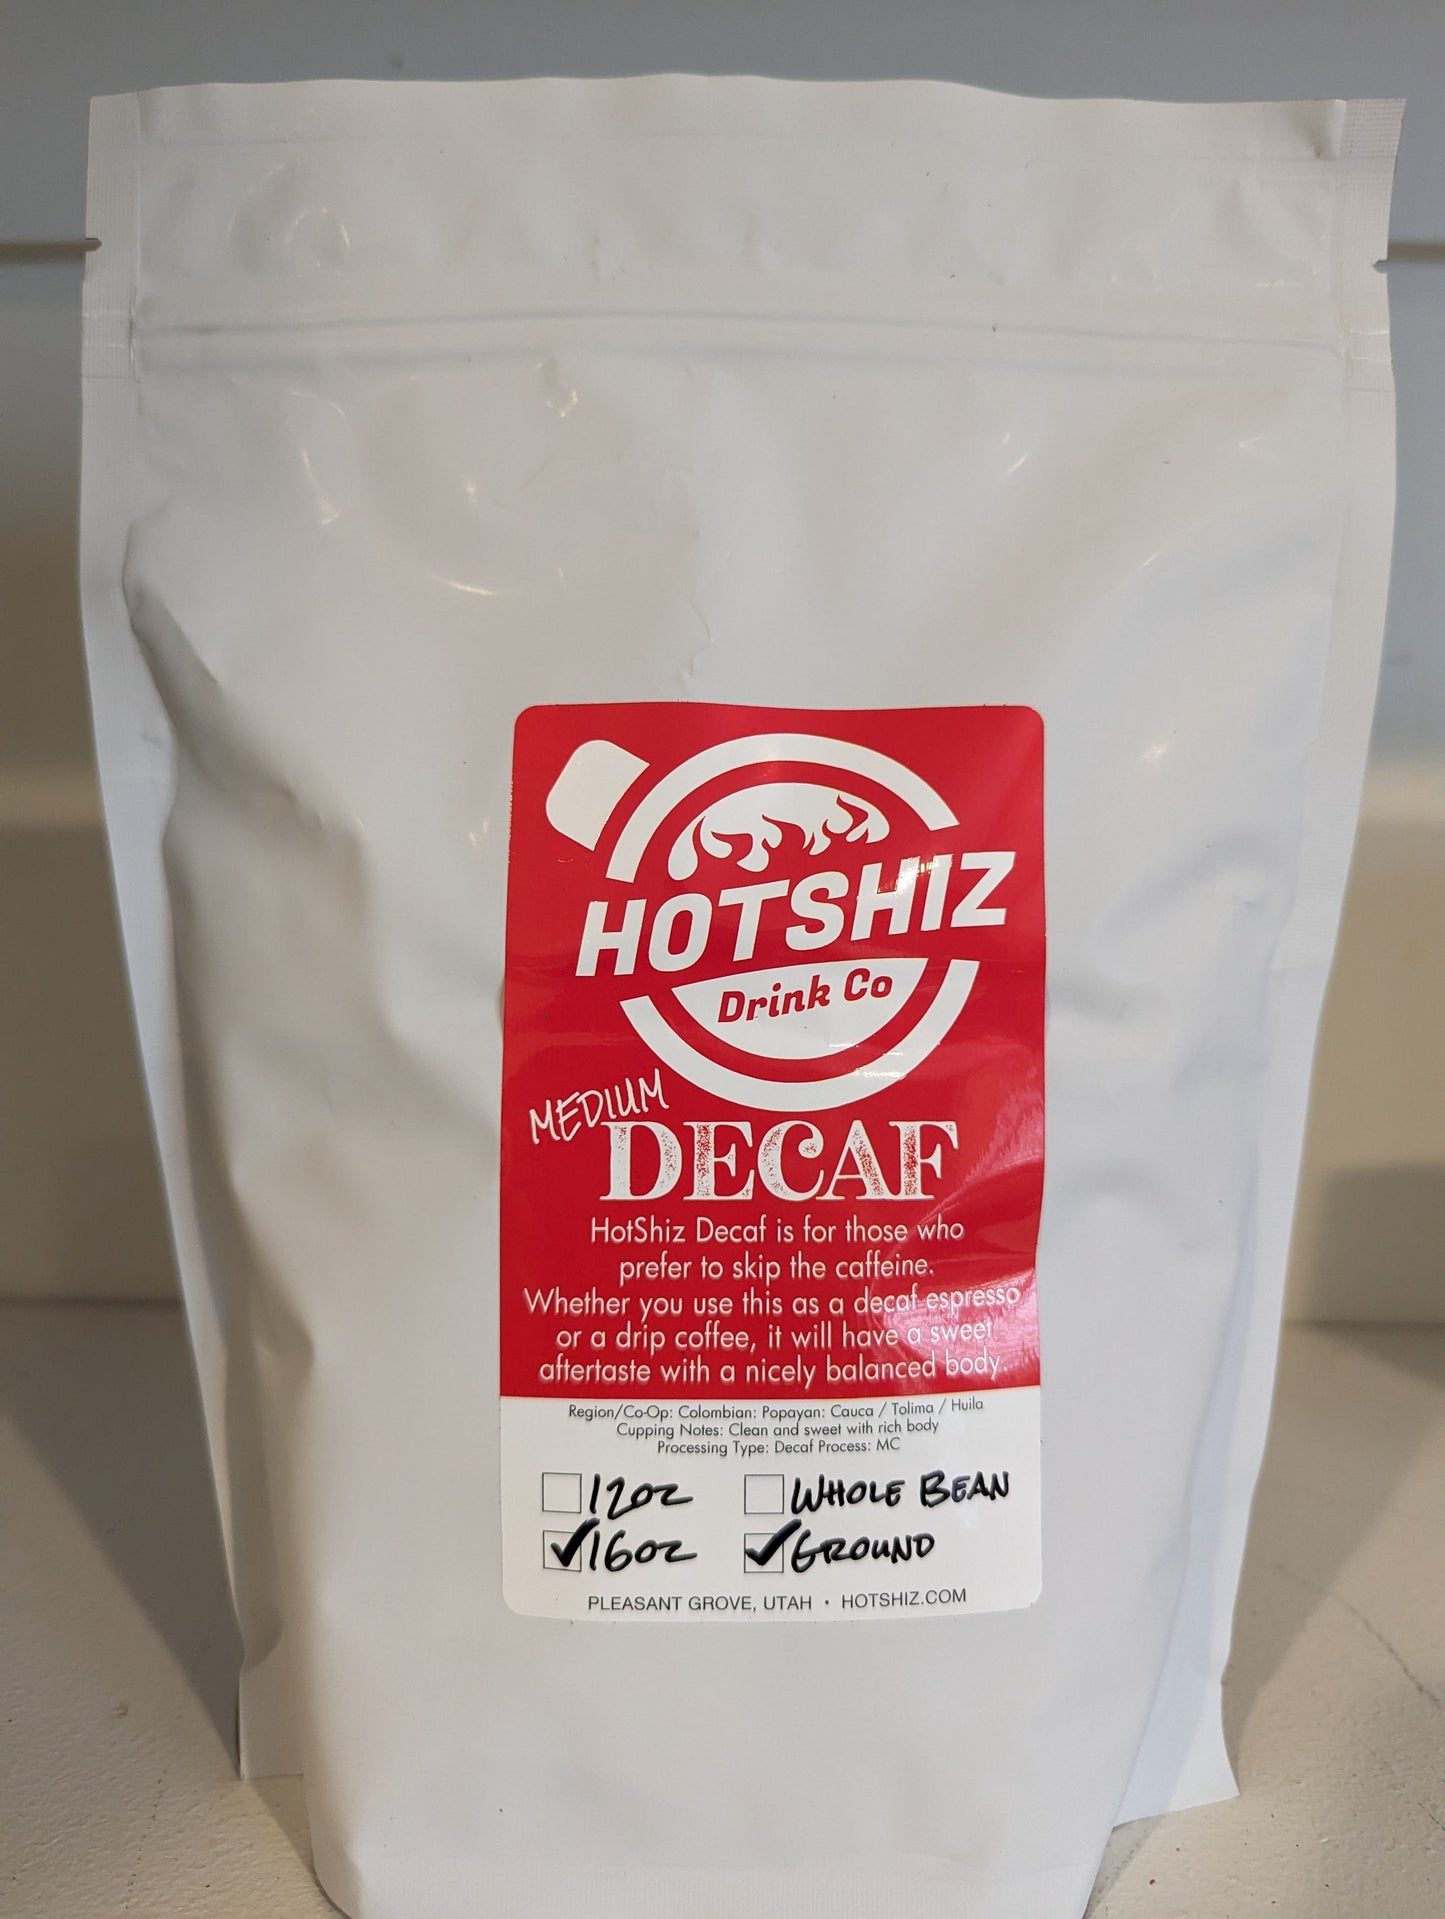 HOTSHIZ
Drink Co
MEDIUM
DECAF
HotShiz Decaf is for those who
prefer to skip the caffeine.
Whether you use this as a decaf espresso
or a drip coffee, it will have a sweet
aftertaste with a nicely balanced body.
Region/Co-Op: Colombian: Popayan: Cauca / Tolima / Huila
Cupping Notes: Clean and sweet with rich body
Processing Type: Decaf Process: MC
12oz WHOLE BEAN
16oz GROUND
PLEASANT GROVE, UTAH • HOTSHIZ.COM